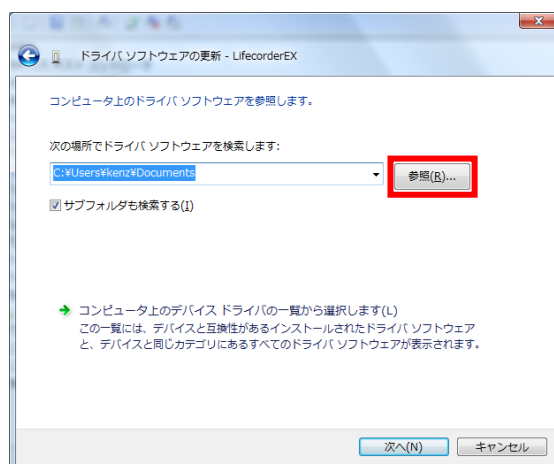 ドライバ ソフトウェアの更新 - LifecorderEX
コンピュータ上のドライバ ソフトウェアを参照します。
次の場所でドライバ ソフトウェアを検索します:
C:¥Users¥kenz¥Documents
参照(R)...
サブフォルダも検索する(I)
コンピュータ上のデバイス ドライバの一覧から選択します(L)
この一覧には、デバイスと互換性があるインストールされたドライバ ソフトウェア
と、デバイスと同じカテゴリにあるすべてのドライバ ソフトウェアが表示されます。
次へ(N)
キャンセル